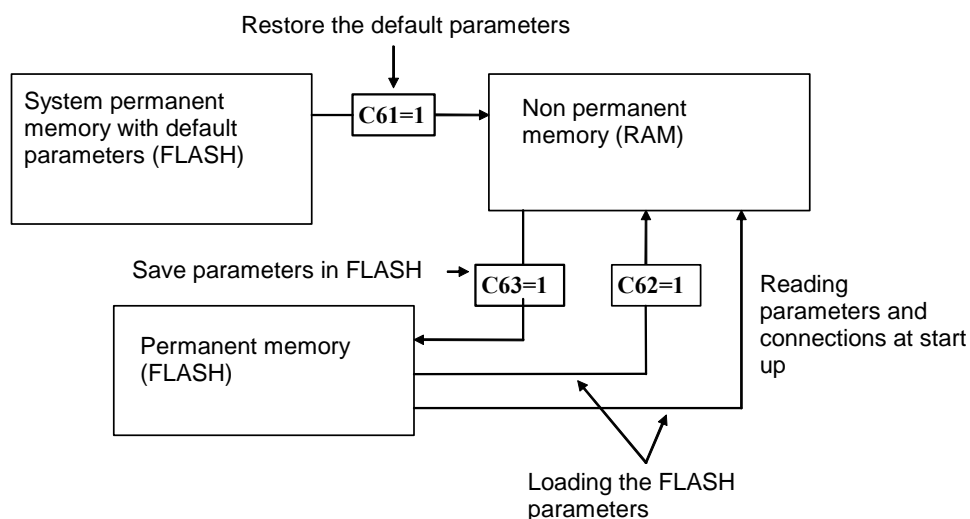 Restore the default parameters
System permanent
memory with default
parameters (FLASH)
C61=1
Non permanent
memory (RAM)
Save parameters in FLASH
C63=1
C62=1
Reading
parameters and
connections at start
up
Permanent memory
(FLASH)
Loading the FLASH
parameters